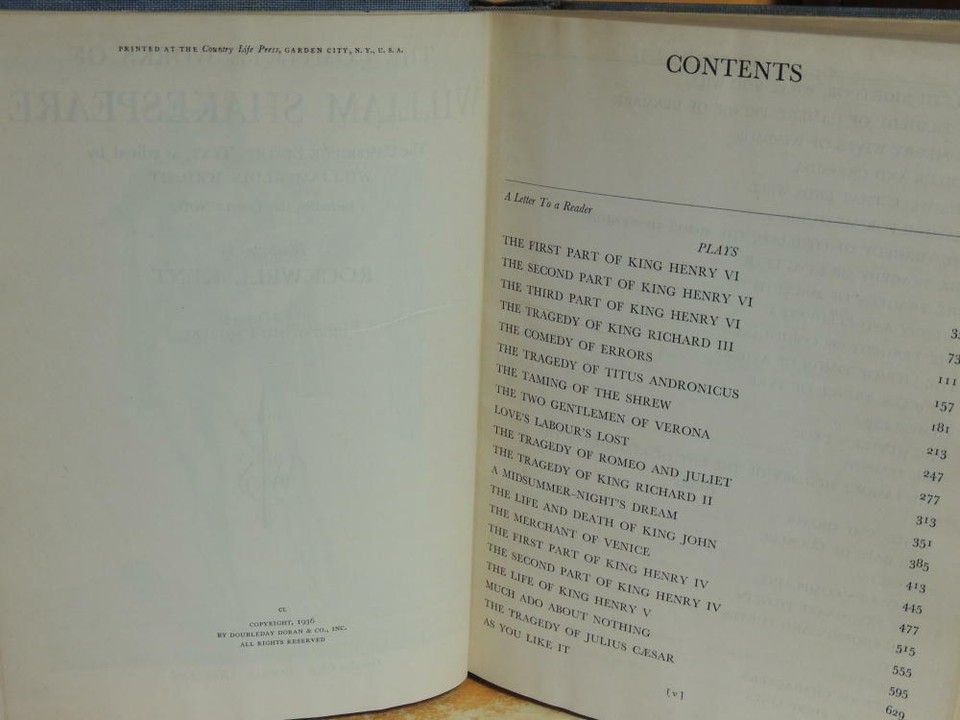 PRINTED AT THE Country Life Press, GARDEN CITY, N. Y., U. S. A.
CL
COPYRIGHT, 1936
BY DOUBLEDAY DORAN & CO., INC.
ALL RIGHTS RESERVED
CONTENTS
A Letter To a Reader
PLAYS
THE FIRST PART OF KING HENRY VI
THE SECOND PART OF KING HENRY VI
THE THIRD PART OF KING HENRY VI 73
THE TRAGEDY OF KING RICHARD III 111
THE COMEDY OF ERRORS 157
THE TRAGEDY OF TITUS ANDRONICUS 181
THE TAMING OF THE SHREW 213
THE TWO GENTLEMEN OF VERONA 247
LOVE'S LABOUR'S LOST 277
THE TRAGEDY OF ROMEO AND JULIET 313
THE TRAGEDY OF KING RICHARD II 351
A MIDSUMMER-NIGHT'S DREAM 385
THE LIFE AND DEATH OF KING JOHN 413
THE MERCHANT OF VENICE 445
THE FIRST PART OF KING HENRY IV 477
THE SECOND PART OF KING HENRY IV 515
THE LIFE OF KING HENRY V 555
MUCH ADO ABOUT NOTHING 595
THE TRAGEDY OF JULIUS CÆSAR 629
AS YOU LIKE IT
[v]